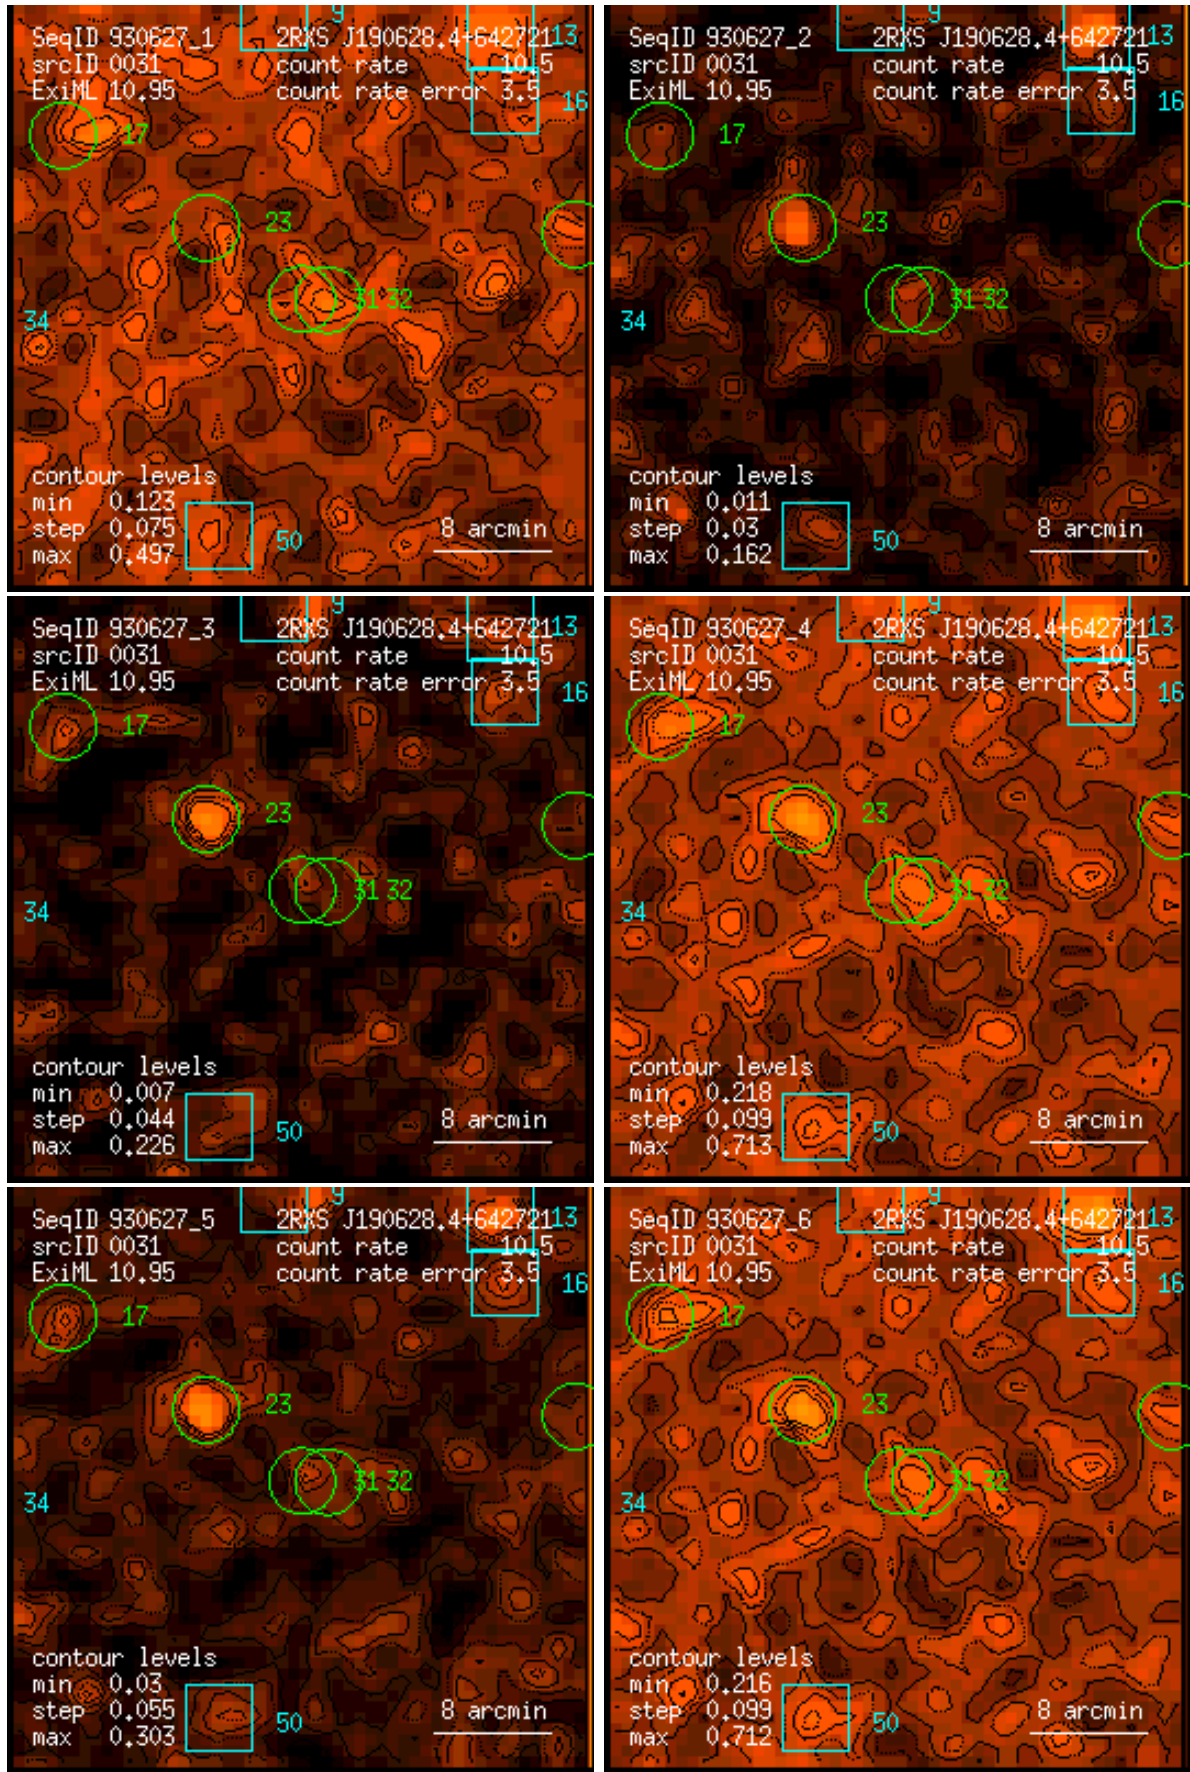 9
SeqID 930627_1 2RXS J190628.4+642721 13
srcID 0031 count rate 10.5
ExiML 10.95 count rate error 3.5 16
17
23
31 32
34
contour levels
min 0.123
step 0.075 8 arcmin
max 0.497 50
9
SeqID 930627_2 2RXS J190628.4+642721 13
srcID 0031 count rate 10.5
ExiML 10.95 count rate error 3.5 16
17
23
31 32
34
contour levels
min 0.011
step 0.03 8 arcmin
max 0.162 50
9
SeqID 930627_3 2RXS J190628.4+642721 13
srcID 0031 count rate 10.5
ExiML 10.95 count rate error 3.5 16
17
23
31 32
34
contour levels
min 0.007
step 0.044 8 arcmin
max 0.226 50
9
SeqID 930627_4 2RXS J190628.4+642721 13
srcID 0031 count rate 10.5
ExiML 10.95 count rate error 3.5 16
17
23
31 32
34
contour levels
min 0.218
step 0.099 8 arcmin
max 0.713 50
9
SeqID 930627_5 2RXS J190628.4+642721 13
srcID 0031 count rate 10.5
ExiML 10.95 count rate error 3.5 16
17
23
31 32
34
contour levels
min 0.03
step 0.055 8 arcmin
max 0.303 50
9
SeqID 930627_6 2RXS J190628.4+642721 13
srcID 0031 count rate 10.5
ExiML 10.95 count rate error 3.5 16
17
23
31 32
34
contour levels
min 0.216
step 0.099 8 arcmin
max 0.712 50